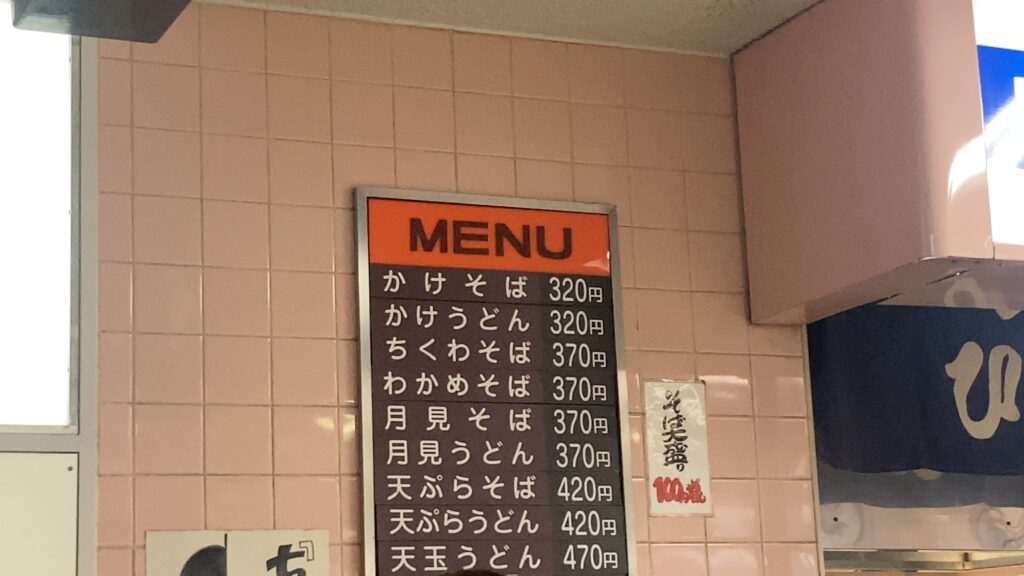 MENU
かけそば 320円
かけうどん 320円
ちくわそば 370円
わかめそば 370円
月見そば 370円
月見うどん 370円
天ぷらそば 420円
天ぷらうどん 420円
天玉うどん 470円
そば大盛り
100円増
ち
ひ